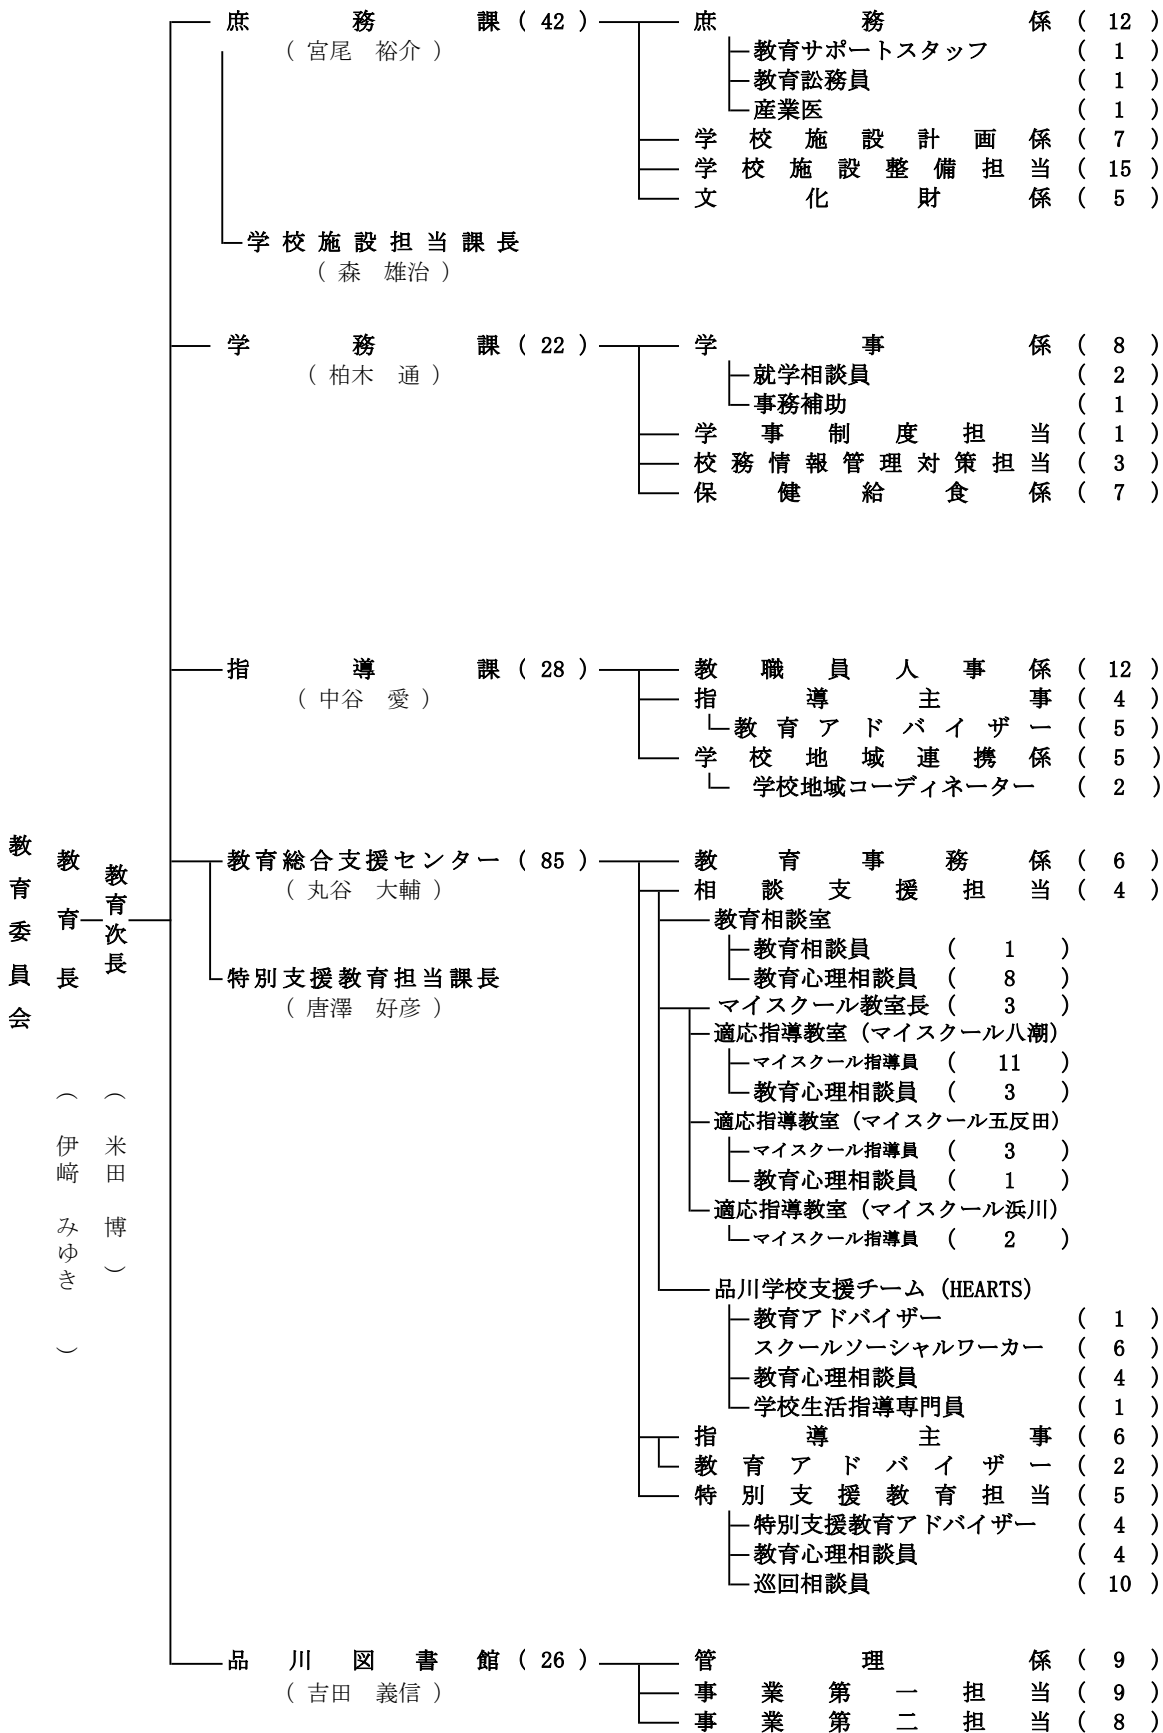 教育委員会
教育長
（ 伊﨑 みゆき ）
教育次長
（ 米田 博 ）
庶務課 ( 42 )
（ 宮尾 裕介 ）
庶務係 ( 12 )
教育サポートスタッフ ( 1 )
教育訟務員 ( 1 )
産業医 ( 1 )
学校施設計画係 ( 7 )
学校施設整備担当 ( 15 )
文化財係 ( 5 )
学校施設担当課長
（ 森 雄治 ）
学務課 ( 22 )
（ 柏木 通 ）
学事係 ( 8 )
就学相談員 ( 2 )
事務補助 ( 1 )
学事制度担当 ( 1 )
校務情報管理対策担当 ( 3 )
保健給食係 ( 7 )
指導課 ( 28 )
（ 中谷 愛 ）
教職員人事係 ( 12 )
指導主事 ( 4 )
教育アドバイザー ( 5 )
学校地域連携係 ( 5 )
学校地域コーディネーター ( 2 )
教育総合支援センター ( 85 )
（ 丸谷 大輔 ）
特別支援教育担当課長
（ 唐澤 好彦 ）
教育事務係 ( 6 )
相談支援担当 ( 4 )
教育相談室
教育相談員 ( 1 )
教育心理相談員 ( 8 )
マイスクール教室長 ( 3 )
適応指導教室（マイスクール八潮）
マイスクール指導員 ( 11 )
教育心理相談員 ( 3 )
適応指導教室（マイスクール五反田）
マイスクール指導員 ( 3 )
教育心理相談員 ( 1 )
適応指導教室（マイスクール浜川）
マイスクール指導員 ( 2 )
品川学校支援チーム（HEARTS）
教育アドバイザー ( 1 )
スクールソーシャルワーカー ( 6 )
教育心理相談員 ( 4 )
学校生活指導専門員 ( 1 )
指導主事 ( 6 )
教育アドバイザー ( 2 )
特別支援教育担当 ( 5 )
特別支援教育アドバイザー ( 4 )
教育心理相談員 ( 4 )
巡回相談員 ( 10 )
品川図書館 ( 26 )
（ 吉田 義信 ）
管理係 ( 9 )
事業第一担当 ( 9 )
事業第二担当 ( 8 )